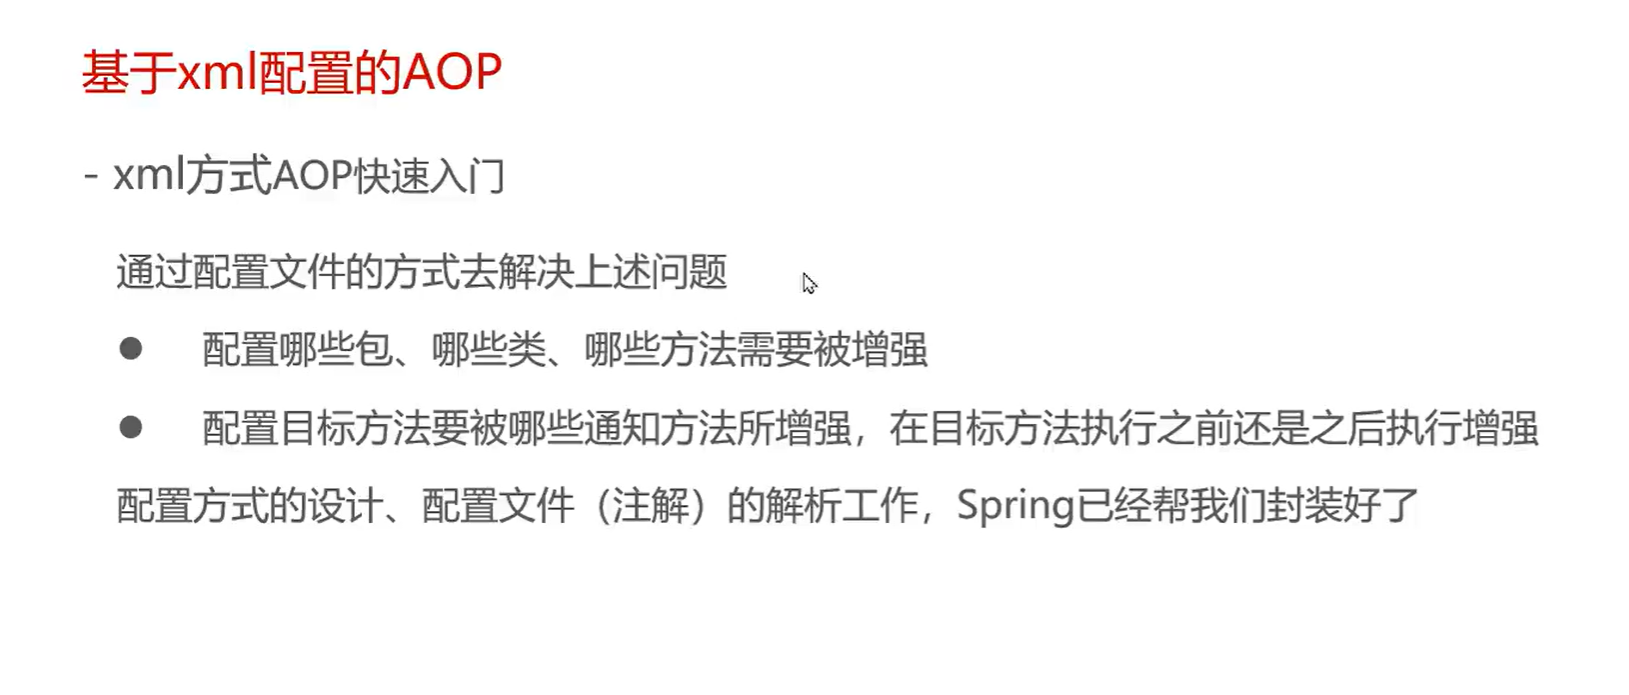 基于xml配置的AOP
- xml方式AOP快速入门
通过配置文件的方式去解决上述问题
● 配置哪些包、哪些类、哪些方法需要被增强
● 配置目标方法要被哪些通知方法所增强，在目标方法执行之前还是之后执行增强
配置方式的设计、配置文件（注解）的解析工作，Spring已经帮我们封装好了